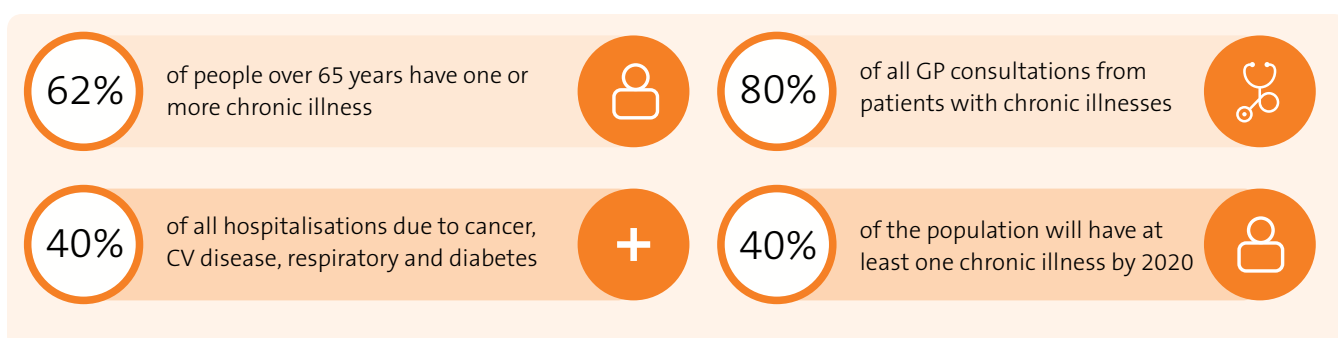 62%
of people over 65 years have one or
more chronic illness
80%
of all GP consultations from
patients with chronic illnesses
40%
of all hospitalisations due to cancer,
CV disease, respiratory and diabetes
40%
of the population will have at
least one chronic illness by 2020